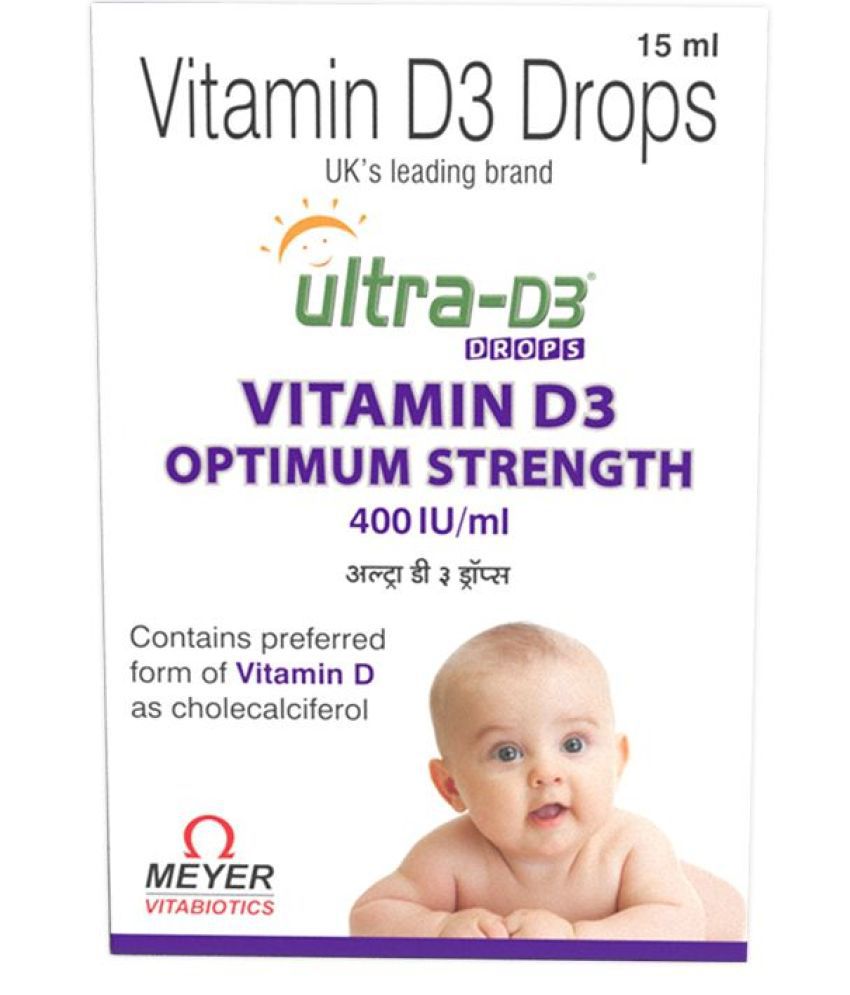 15 ml
Vitamin D3 Drops
UK's leading brand
ultra-D3®
DROPS
VITAMIN D3
OPTIMUM STRENGTH
400 IU/ml
अल्ट्रा डी ३ ड्रॉप्स
Contains preferred
form of Vitamin D
as cholecalciferol
MEYER
VITABIOTICS